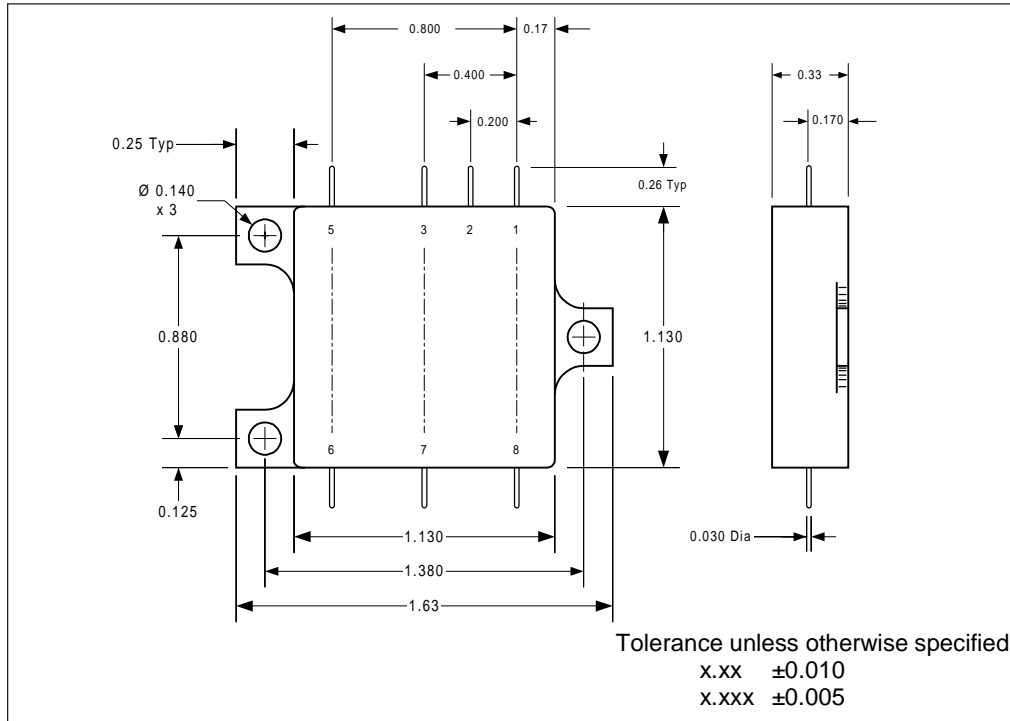 0.800
0.17
0.33
0.400
0.170
0.200
0.25 Typ
0.26 Typ
Ø 0.140
x 3
5
3
2
1
0.880
1.130
6
7
8
0.125
1.130
0.030 Dia
1.380
1.63
Tolerance unless otherwise specified
x.xx ±0.010
x.xxx ±0.005